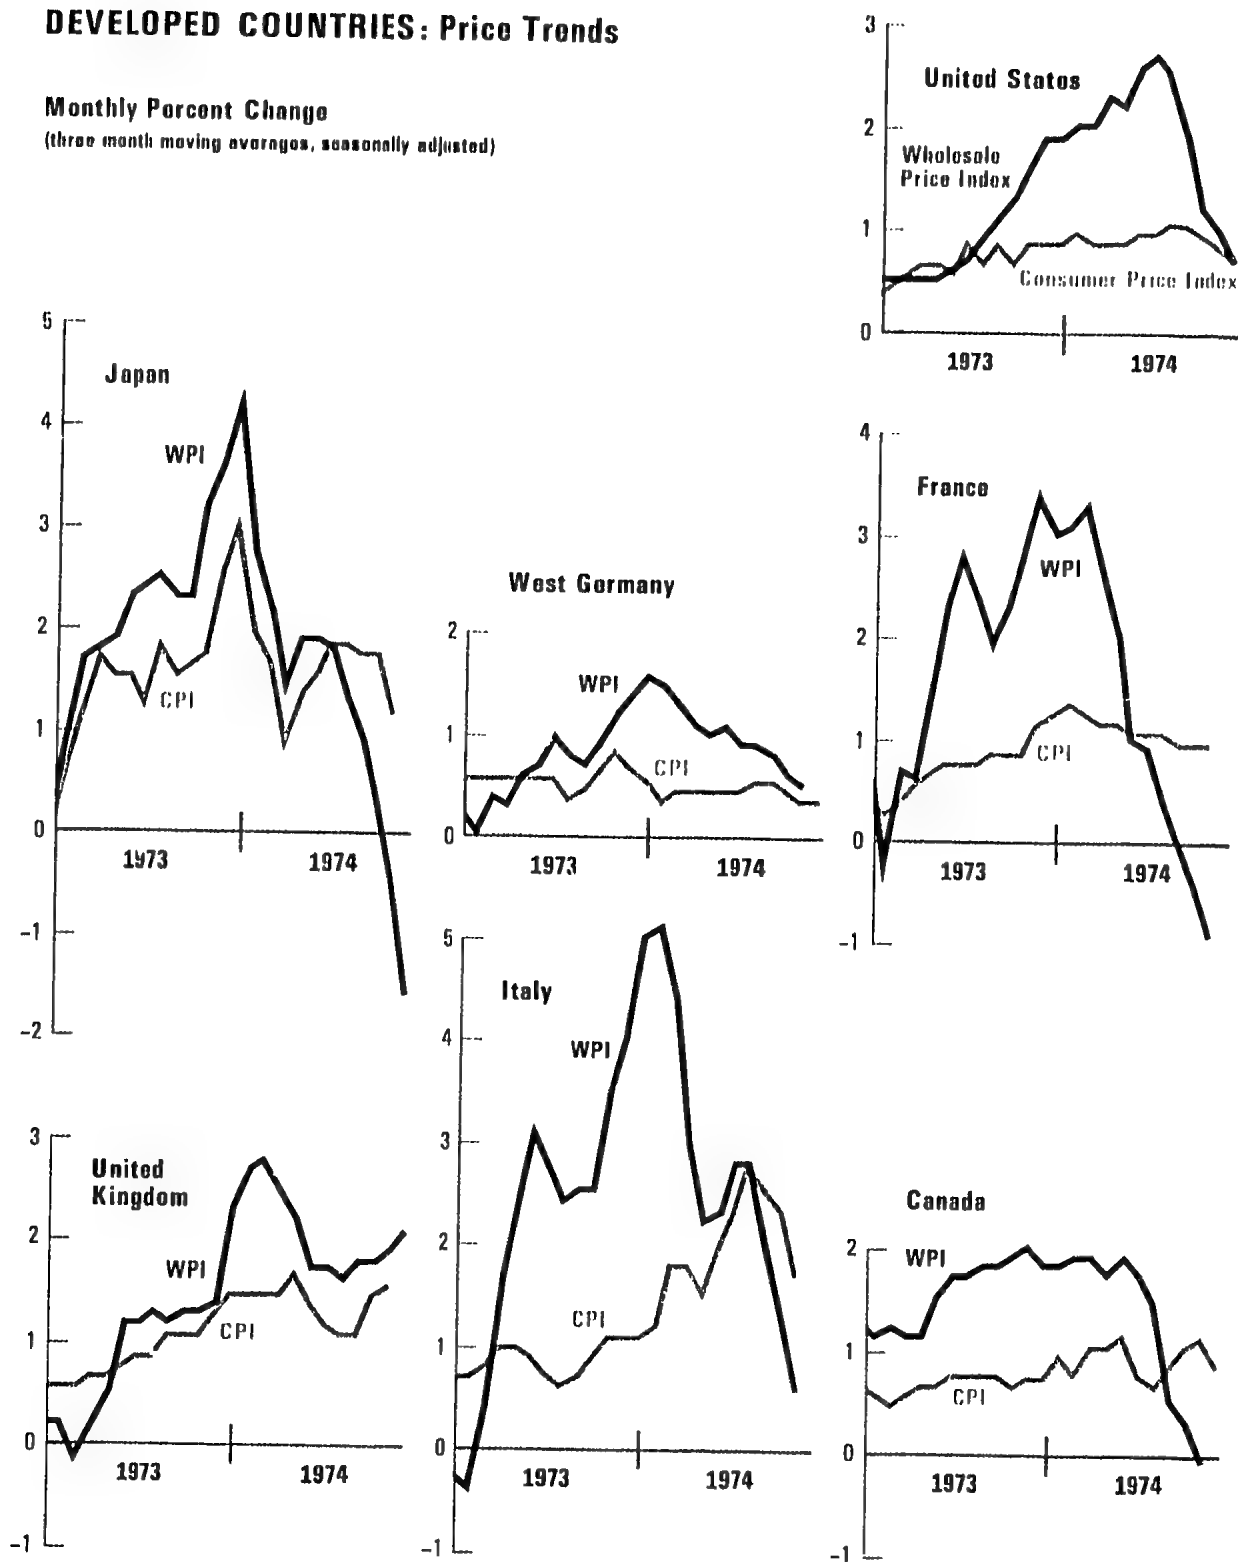 DEVELOPED COUNTRIES: Price Trends
Monthly Percent Change
(three month moving averages, seasonally adjusted)
3
United States
2
Wholesale
Price Index
1
Consumer Price Index
0
1973
1974
5
Japan
4
WPI
3
2
CPI
1
0
1973
1974
-1
-2
West Germany
2
WPI
1
CPI
0
1973
1974
4
France
3
WPI
2
1
CPI
0
1973
1974
-1
3
United
Kingdom
2
WPI
1
CPI
0
1973
1974
-1
5
Italy
4
WPI
3
2
CPI
1
0
1973
1974
-1
Canada
2
WPI
1
CPI
0
1973
1974
-1